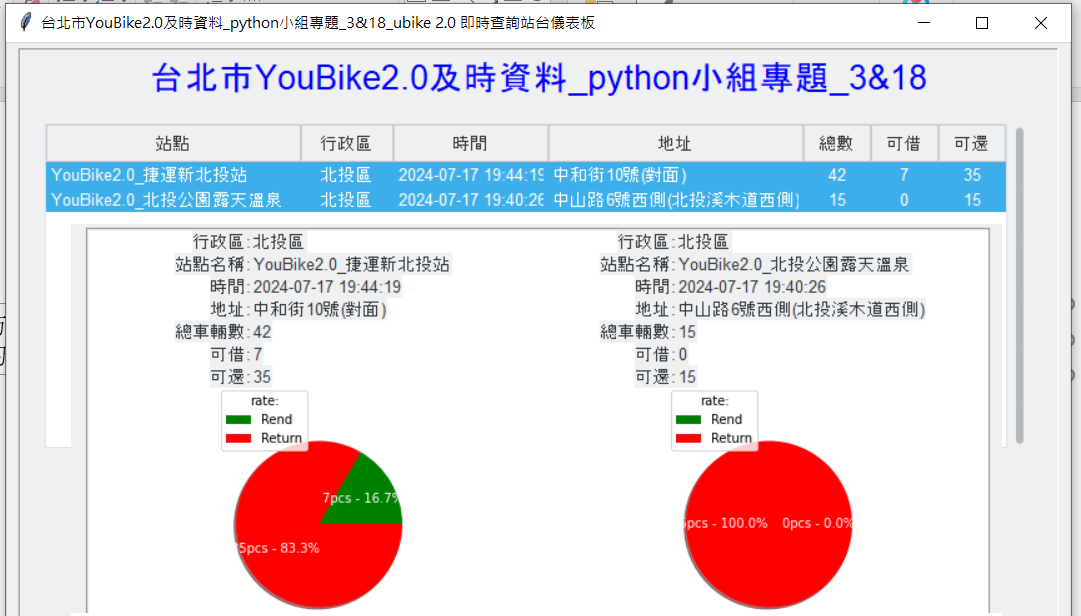 台北市YouBike2.0及時資料_python小組專題_3&18_ubike 2.0 即時查詢站台儀表板
台北市YouBike2.0及時資料_python小組專題_3&18
站點 行政區 時間 地址 總數 可借 可還
YouBike2.0_捷運新北投站 北投區 2024-07-17 19:44:19 中和街10號(對面) 42 7 35
YouBike2.0_北投公園露天溫泉 北投區 2024-07-17 19:40:26 中山路6號西側(北投溪木道西側) 15 0 15
行政區:北投區
站點名稱:YouBike2.0_捷運新北投站
時間:2024-07-17 19:44:19
地址:中和街10號(對面)
總車輛數:42
可借:7
可還:35
rate:
Rend
Return
7pcs - 16.7%
5pcs - 83.3%
行政區:北投區
站點名稱:YouBike2.0_北投公園露天溫泉
時間:2024-07-17 19:40:26
地址:中山路6號西側(北投溪木道西側)
總車輛數:15
可借:0
可還:15
rate:
Rend
Return
pcs - 100.0%
0pcs - 0.0%